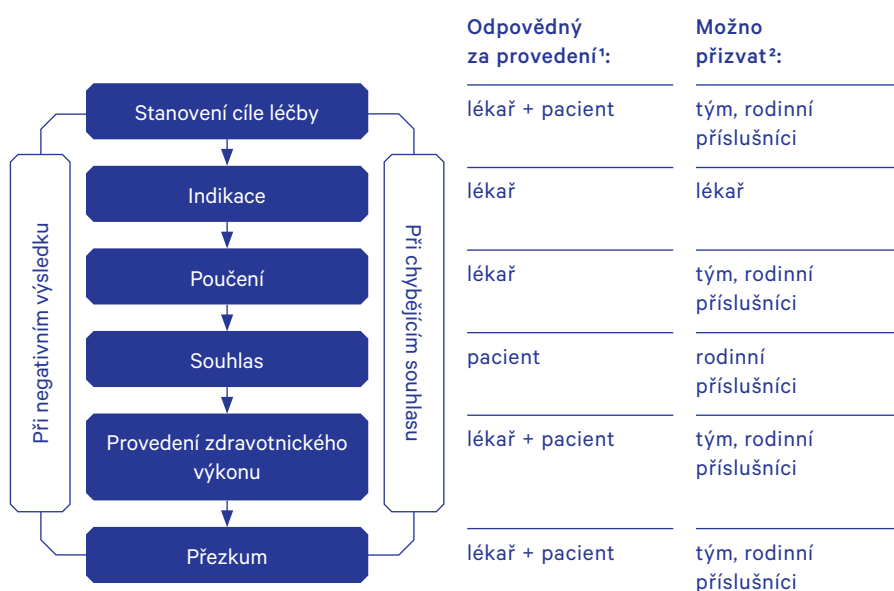 Odpovědný
za provedení¹:
Možno
přizvat²:
Stanovení cíle léčby
lékař + pacient
tým, rodinní
příslušníci
Indikace
lékař
lékař
Poučení
lékař
tým, rodinní
příslušníci
Souhlas
pacient
rodinní
příslušníci
Provedení zdravotnického
výkonu
lékař + pacient
tým, rodinní
příslušníci
Přezkum
lékař + pacient
tým, rodinní
příslušníci
Při negativním výsledku
Při chybějícím souhlasu